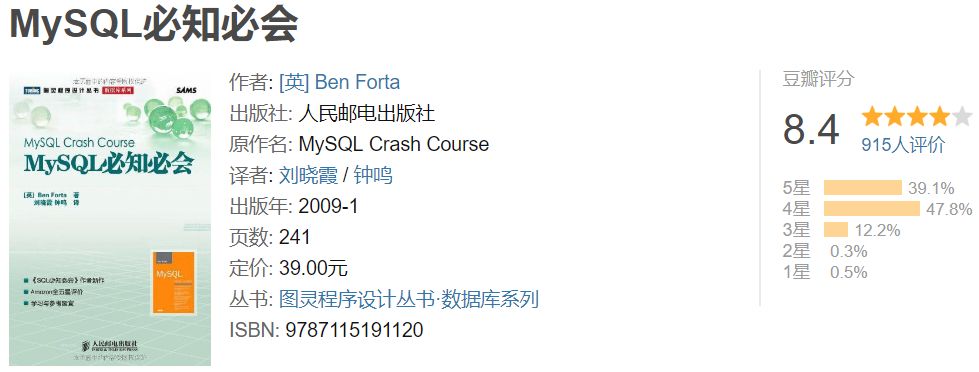 MySQL必知必会
图灵程序设计丛书 数据库系列
SAMS
MySQL Crash Course
MySQL必知必会
[英] Ben Forta 著
刘晓霞 钟鸣 译
MySQL
《SQL必知必会》作者新作
Amazon全五星评价
学习与参考皆宜
人民邮电出版社
作者: [英] Ben Forta
出版社: 人民邮电出版社
原作名: MySQL Crash Course
译者: 刘晓霞 / 钟鸣
出版年: 2009-1
页数: 241
定价: 39.00元
丛书: 图灵程序设计丛书·数据库系列
ISBN: 9787115191120
豆瓣评分
8.4
915人评价
5星 39.1%
4星 47.8%
3星 12.2%
2星 0.3%
1星 0.5%